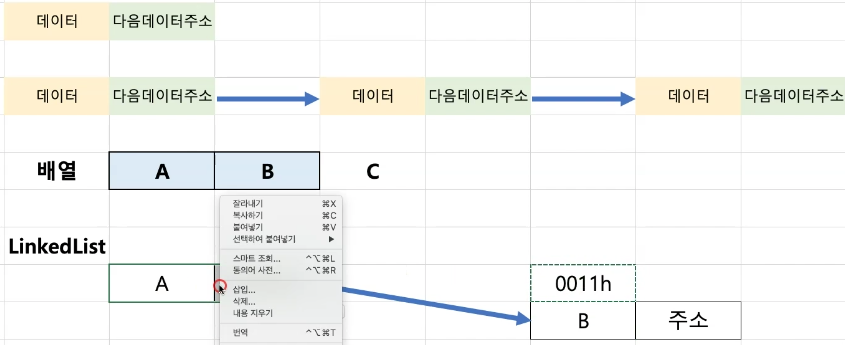 데이터 다음데이터주소
데이터 다음데이터주소 데이터 다음데이터주소 데이터 다음데이터주소
배열 A B C
잘라내기 ⌘X
복사하기 ⌘C
붙여넣기 ⌘V
선택하여 붙여넣기 ▶
LinkedList
스마트 조회... ^⌥⌘L
동의어 사전... ^⌥⌘R
A
삽입...
삭제...
내용 지우기
번역 ^⌥⌘T
0011h
B 주소